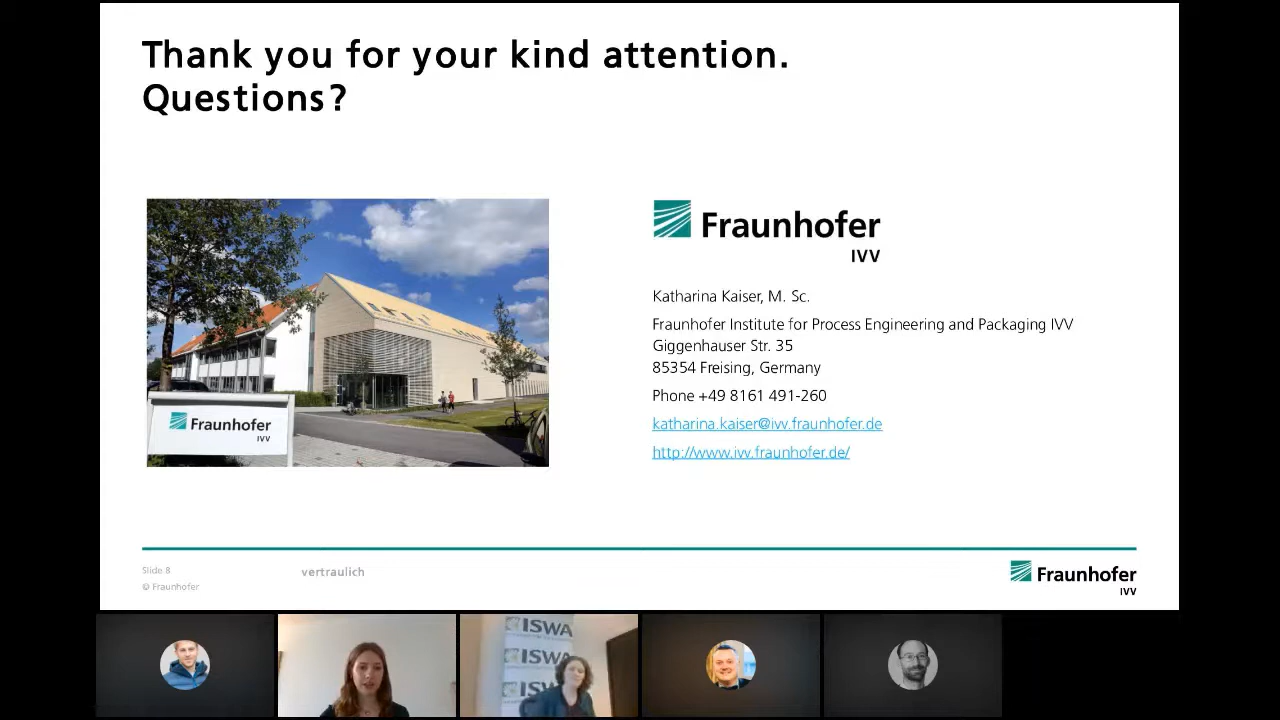 Thank you for your kind attention.
Questions?
Fraunhofer
IVV
Fraunhofer
IVV
Katharina Kaiser, M. Sc.
Fraunhofer Institute for Process Engineering and Packaging IVV
Giggenhauser Str. 35
85354 Freising, Germany
Phone +49 8161 491-260
katharina.kaiser@ivv.fraunhofer.de
http://www.ivv.fraunhofer.de/
Slide 8
© Fraunhofer
vertraulich
Fraunhofer
IVV
ISWA
ISWA
ISWA